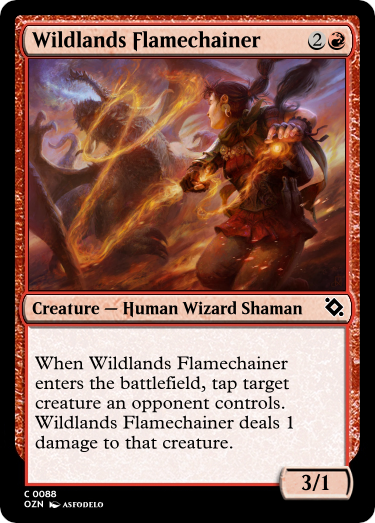 Wildlands Flamechainer 2
Creature — Human Wizard Shaman
When Wildlands Flamechainer
enters the battlefield, tap target
creature an opponent controls.
Wildlands Flamechainer deals 1
damage to that creature.
3/1
C 0088
OZN ASFODELO